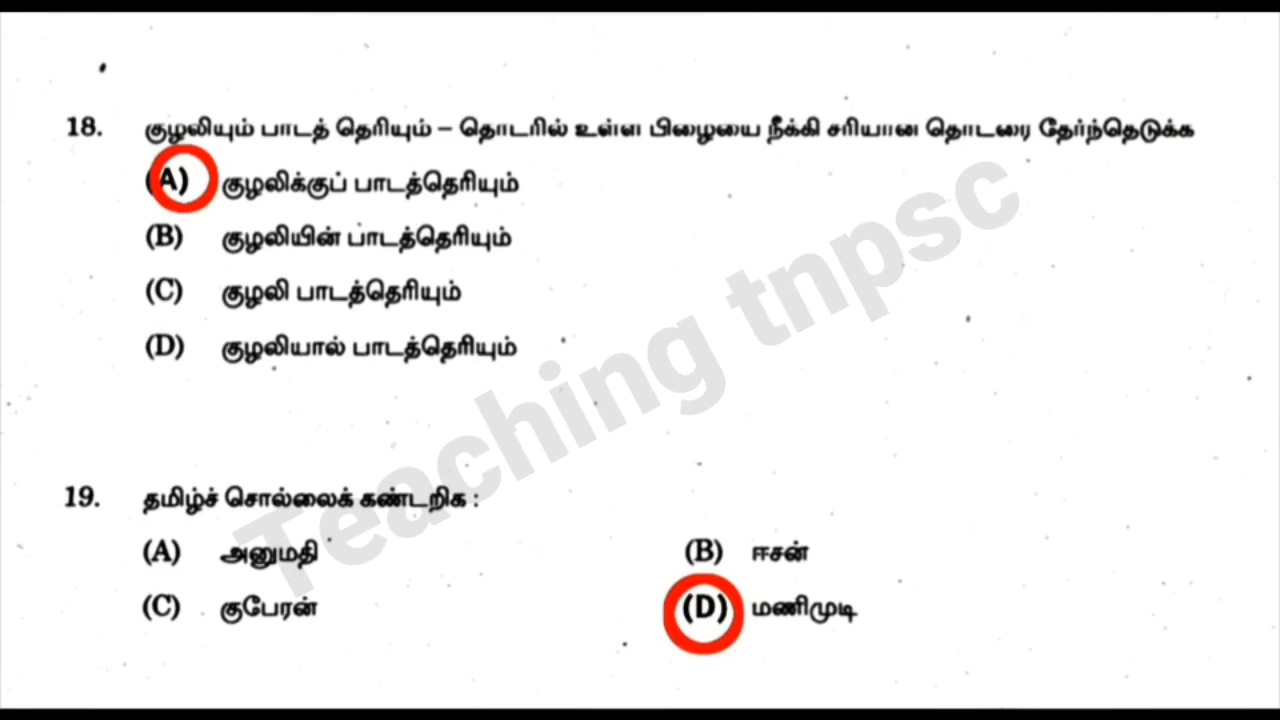 18. குழலியும் பாடத் தெரியும் – தொடரில் உள்ள பிழையை நீக்கி சரியான தொடரை தேர்ந்தெடுக்க
(A) குழலிக்குப் பாடத்தெரியும்
(B) குழலியின் பாடத்தெரியும்
(C) குழலி பாடத்தெரியும்
(D) குழலியால் பாடத்தெரியும்
Teaching tnpsc
19. தமிழ்ச் சொல்லைக் கண்டறிக :
(A) அனுமதி (B) ஈசன்
(C) குபேரன் (D) மணிமுடி